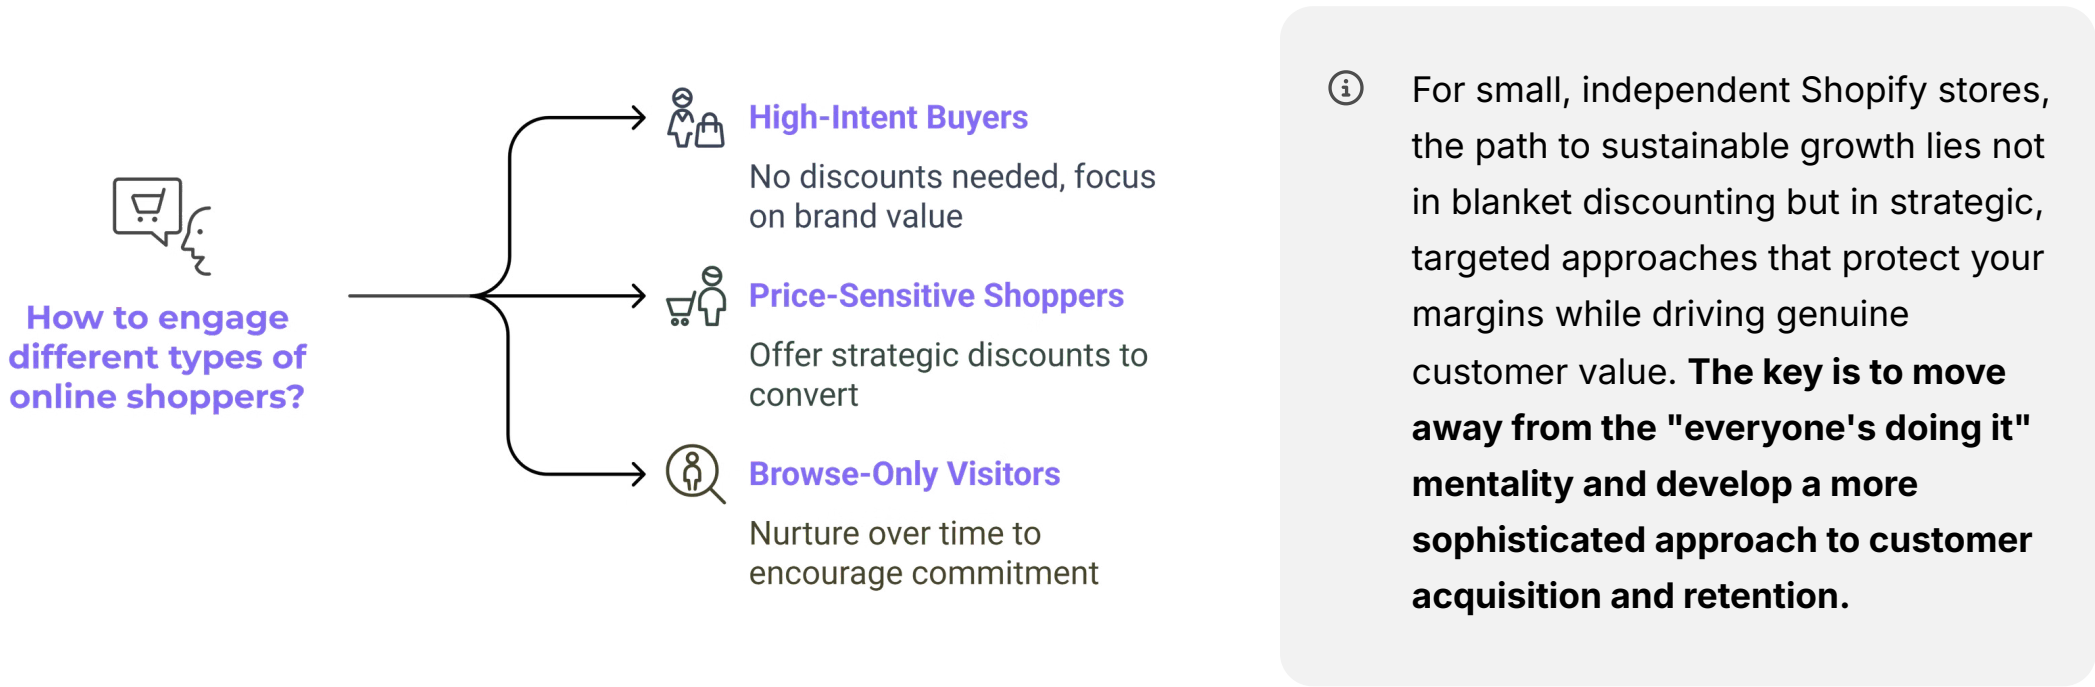 How to engage
different types of
online shoppers?
High-Intent Buyers
No discounts needed, focus
on brand value
Price-Sensitive Shoppers
Offer strategic discounts to
convert
Browse-Only Visitors
Nurture over time to
encourage commitment
For small, independent Shopify stores,
the path to sustainable growth lies not
in blanket discounting but in strategic,
targeted approaches that protect your
margins while driving genuine
customer value. The key is to move
away from the "everyone's doing it"
mentality and develop a more
sophisticated approach to customer
acquisition and retention.